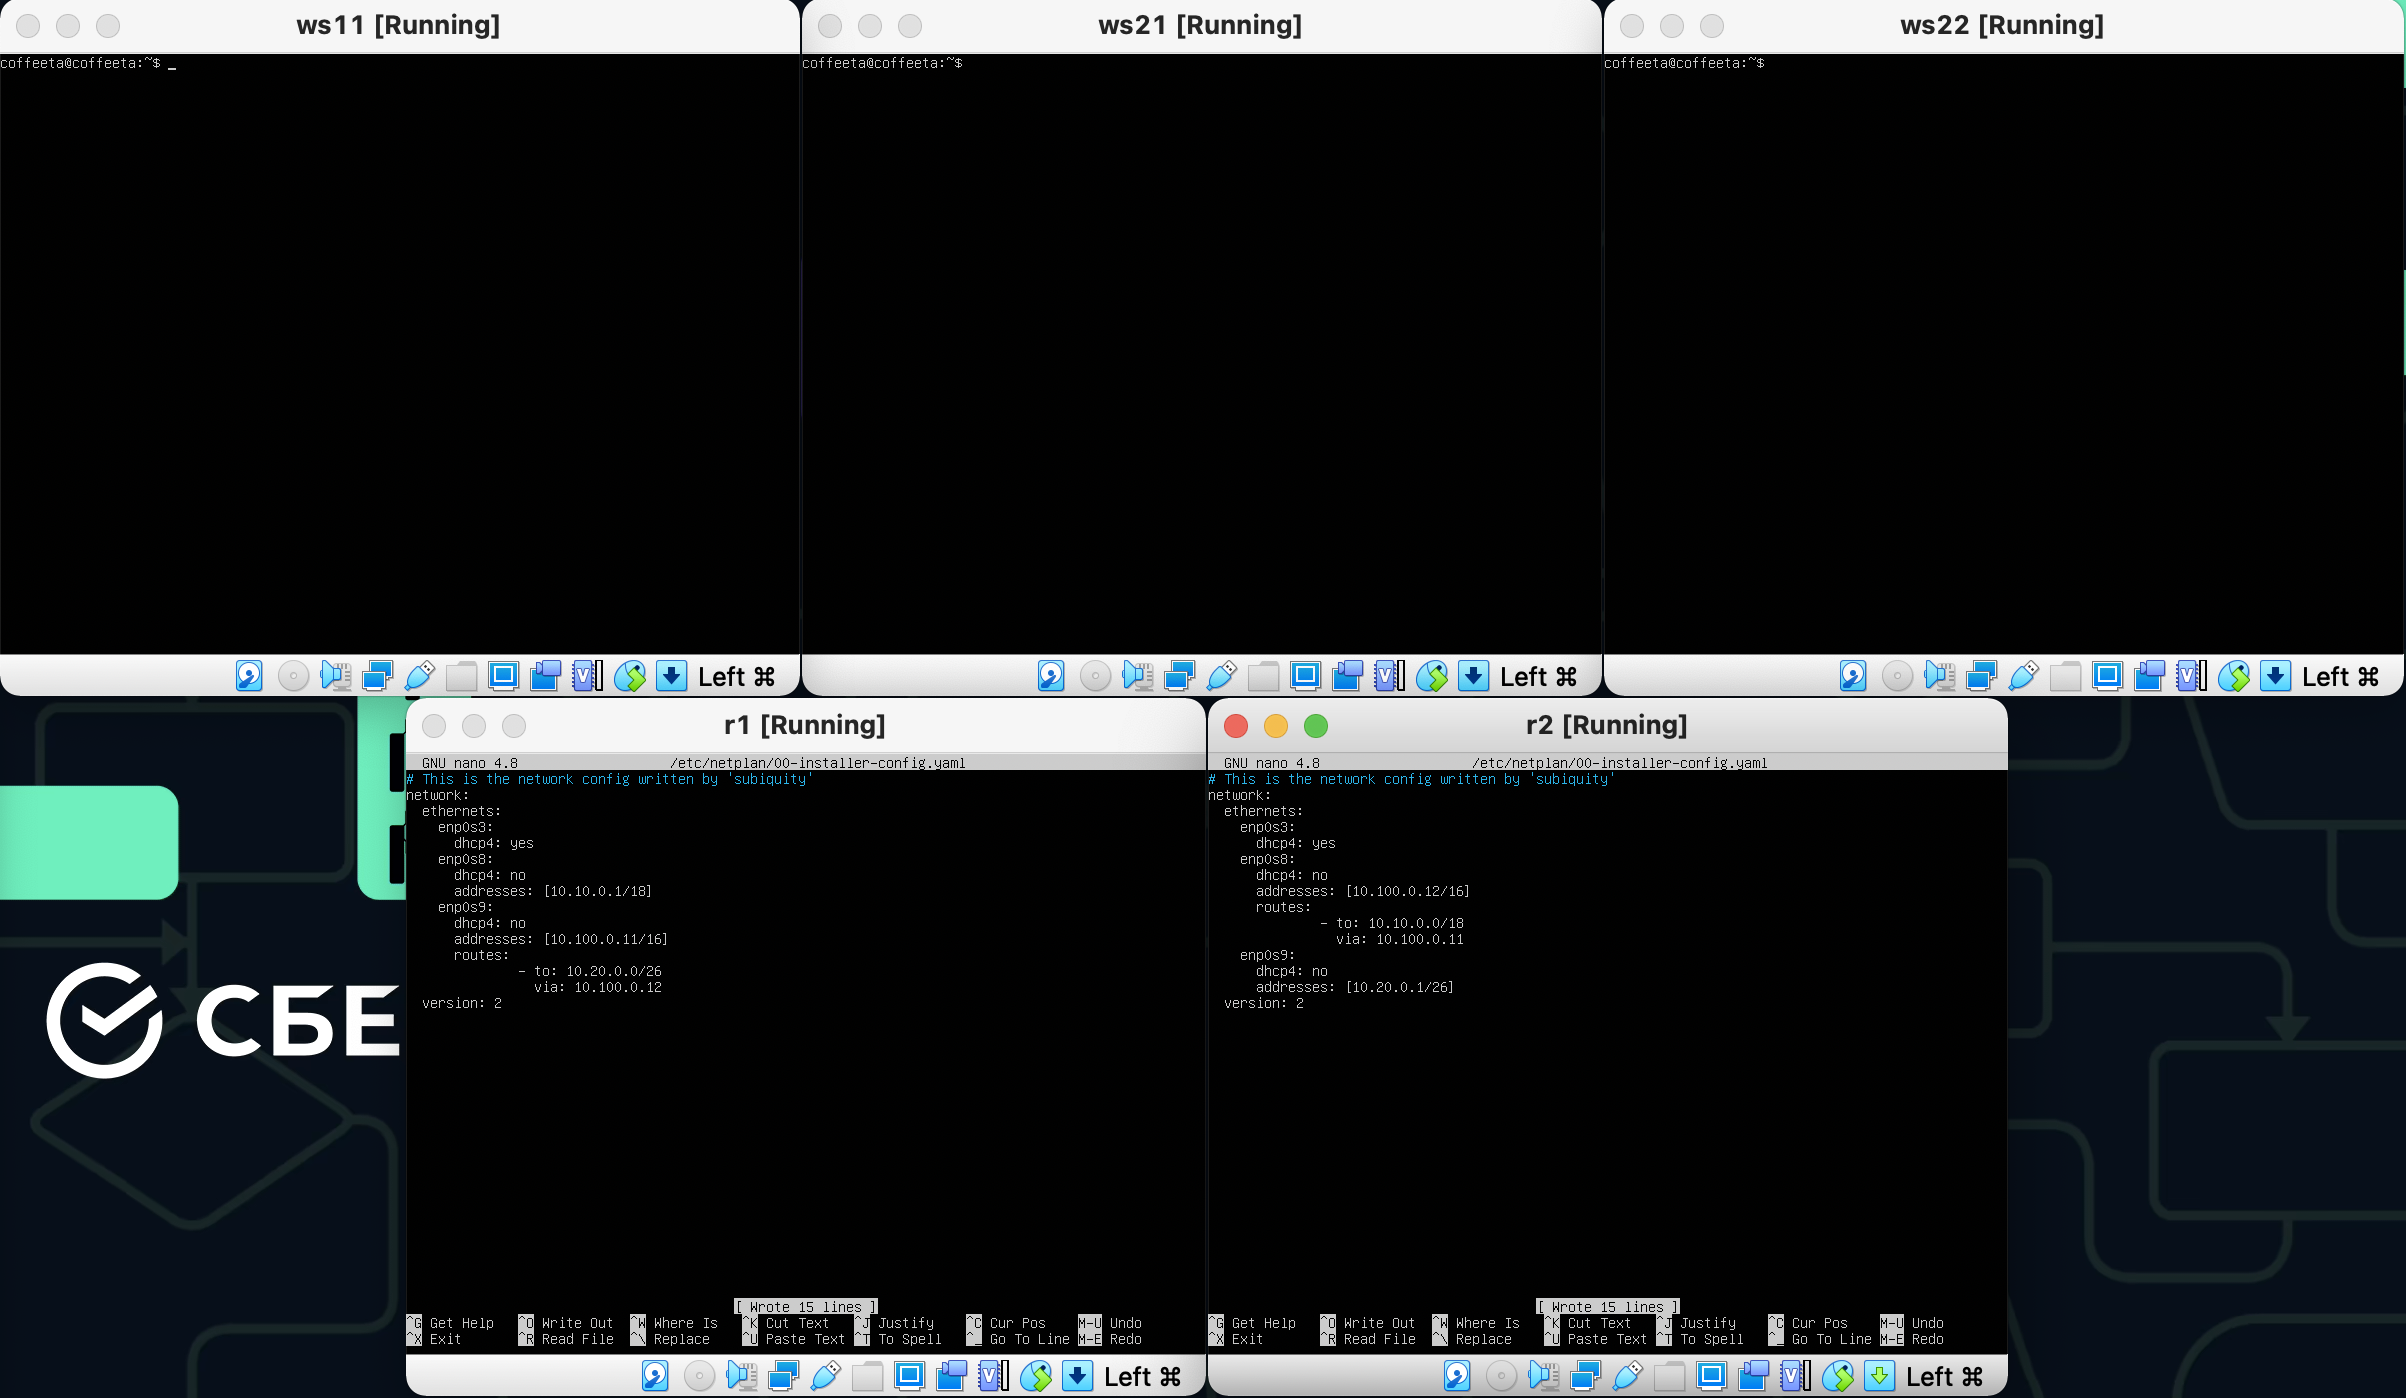 ws11 [Running]
coffeeta@coffeeta:~$ _
Left ⌘
ws21 [Running]
coffeeta@coffeeta:~$
Left ⌘
ws22 [Running]
coffeeta@coffeeta:~$
Left ⌘
СБЕ
r1 [Running]
GNU nano 4.8 /etc/netplan/00-installer-config.yaml
# This is the network config written by 'subiquity'
network:
  ethernets:
    enp0s3:
      dhcp4: yes
    enp0s8:
      dhcp4: no
      addresses: [10.10.0.1/18]
    enp0s9:
      dhcp4: no
      addresses: [10.100.0.11/16]
      routes:
              - to: 10.20.0.0/26
                via: 10.100.0.12
  version: 2
[ Wrote 15 lines ]
^G Get Help ^O Write Out ^W Where Is ^K Cut Text ^J Justify ^C Cur Pos M-U Undo
^X Exit ^R Read File ^\ Replace ^U Paste Text ^T To Spell ^_ Go To Line M-E Redo
Left ⌘
r2 [Running]
GNU nano 4.8 /etc/netplan/00-installer-config.yaml
# This is the network config written by 'subiquity'
network:
  ethernets:
    enp0s3:
      dhcp4: yes
    enp0s8:
      dhcp4: no
      addresses: [10.100.0.12/16]
      routes:
              - to: 10.10.0.0/18
                via: 10.100.0.11
    enp0s9:
      dhcp4: no
      addresses: [10.20.0.1/26]
  version: 2
[ Wrote 15 lines ]
^G Get Help ^O Write Out ^W Where Is ^K Cut Text ^J Justify ^C Cur Pos M-U Undo
^X Exit ^R Read File ^\ Replace ^U Paste Text ^T To Spell ^_ Go To Line M-E Redo
Left ⌘